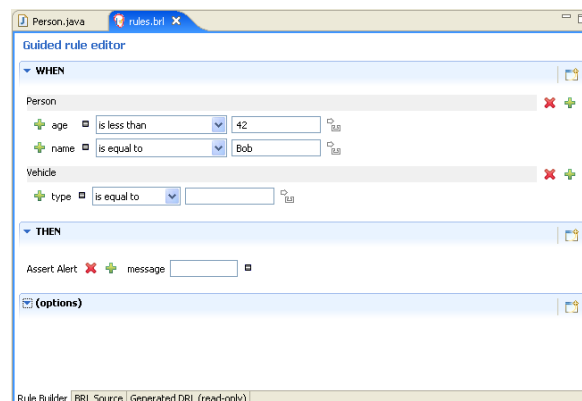 Person.java rules.brl
Guided rule editor
WHEN
Person
age is less than 42
name is equal to Bob
Vehicle
type is equal to
THEN
Assert Alert message
(options)
Rule Builder BRL Source Generated DRL (read-only)